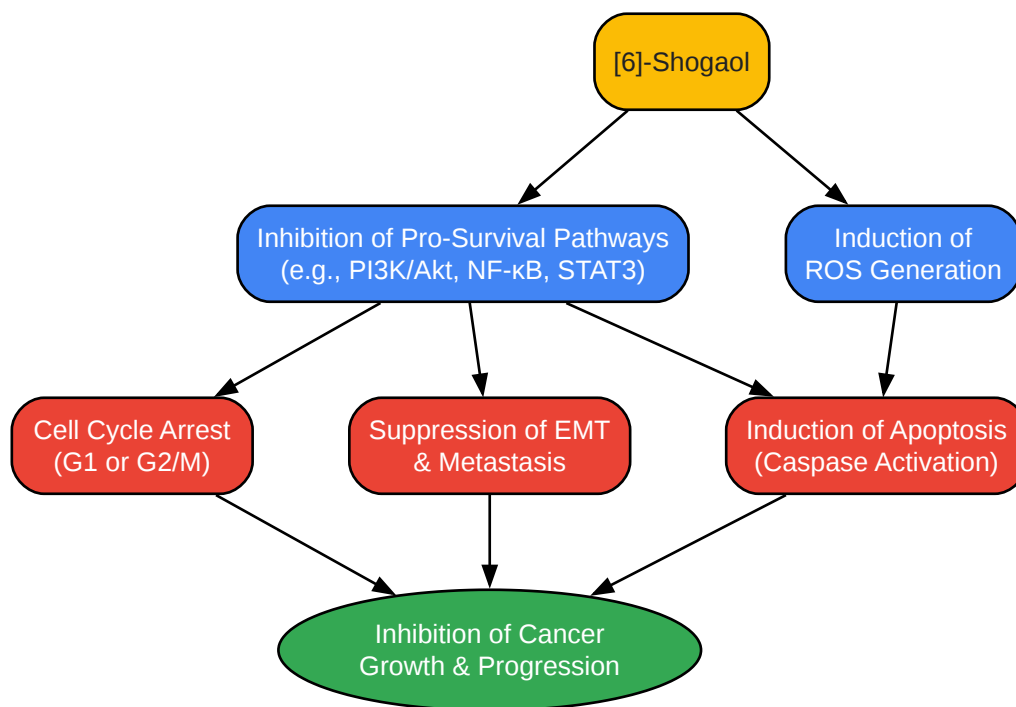 [6]-Shogaol
Inhibition of Pro-Survival Pathways
(e.g., PI3K/Akt, NF-κB, STAT3)
Induction of
ROS Generation
Cell Cycle Arrest
(G1 or G2/M)
Suppression of EMT
& Metastasis
Induction of Apoptosis
(Caspase Activation)
Inhibition of Cancer
Growth & Progression